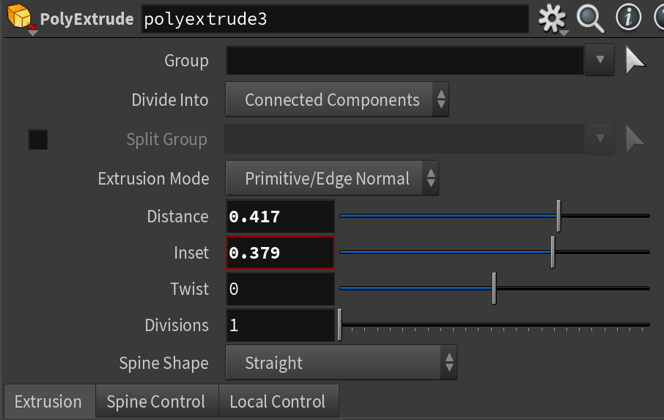 PolyExtrude polyextrude3
Group
Divide Into Connected Components
Split Group
Extrusion Mode Primitive/Edge Normal
Distance 0.417
Inset 0.379
Twist 0
Divisions 1
Spine Shape Straight
Extrusion Spine Control Local Control